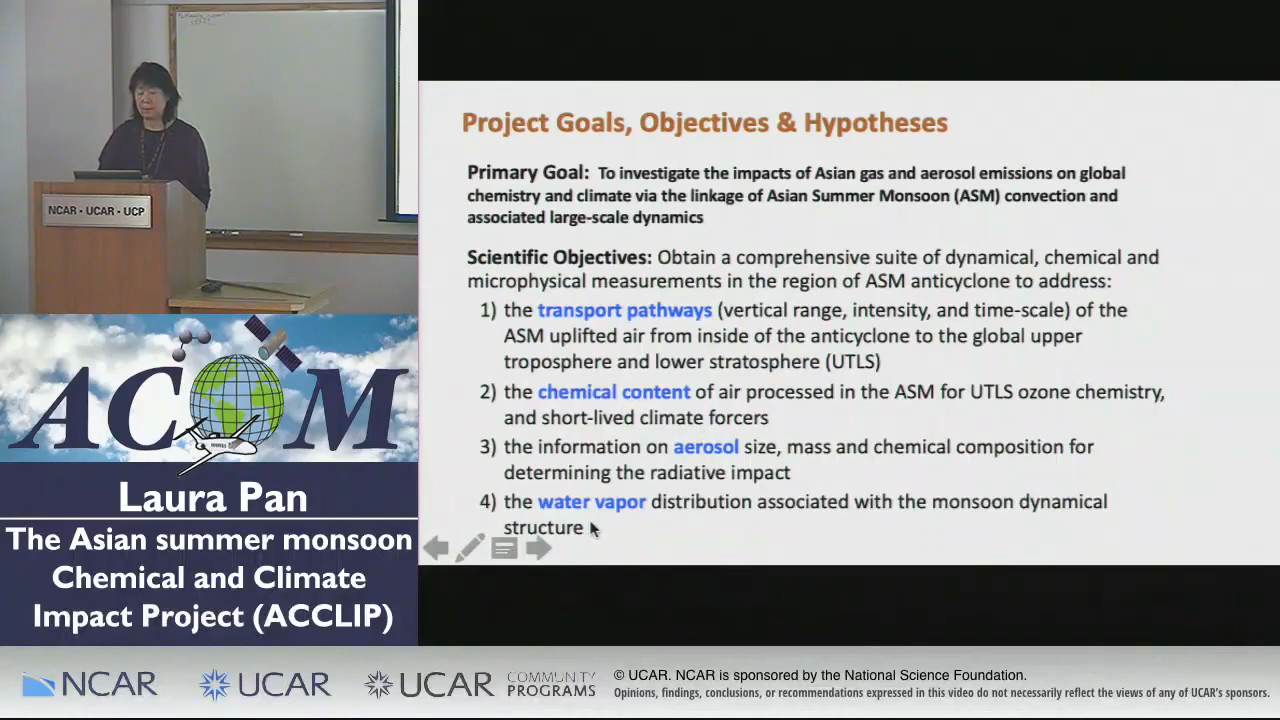 NCAR • UCAR • UCP
ACOM
Laura Pan
The Asian summer monsoon
Chemical and Climate
Impact Project (ACCLIP)
Project Goals, Objectives & Hypotheses
Primary Goal: To investigate the impacts of Asian gas and aerosol emissions on global
chemistry and climate via the linkage of Asian Summer Monsoon (ASM) convection and
associated large-scale dynamics
Scientific Objectives: Obtain a comprehensive suite of dynamical, chemical and
microphysical measurements in the region of ASM anticyclone to address:
1) the transport pathways (vertical range, intensity, and time-scale) of the
ASM uplifted air from inside of the anticyclone to the global upper
troposphere and lower stratosphere (UTLS)
2) the chemical content of air processed in the ASM for UTLS ozone chemistry,
and short-lived climate forcers
3) the information on aerosol size, mass and chemical composition for
determining the radiative impact
4) the water vapor distribution associated with the monsoon dynamical
structure
NCAR
UCAR
UCAR
COMMUNITY
PROGRAMS
© UCAR. NCAR is sponsored by the National Science Foundation.
Opinions, findings, conclusions, or recommendations expressed in this video do not necessarily reflect the views of any of UCAR's sponsors.